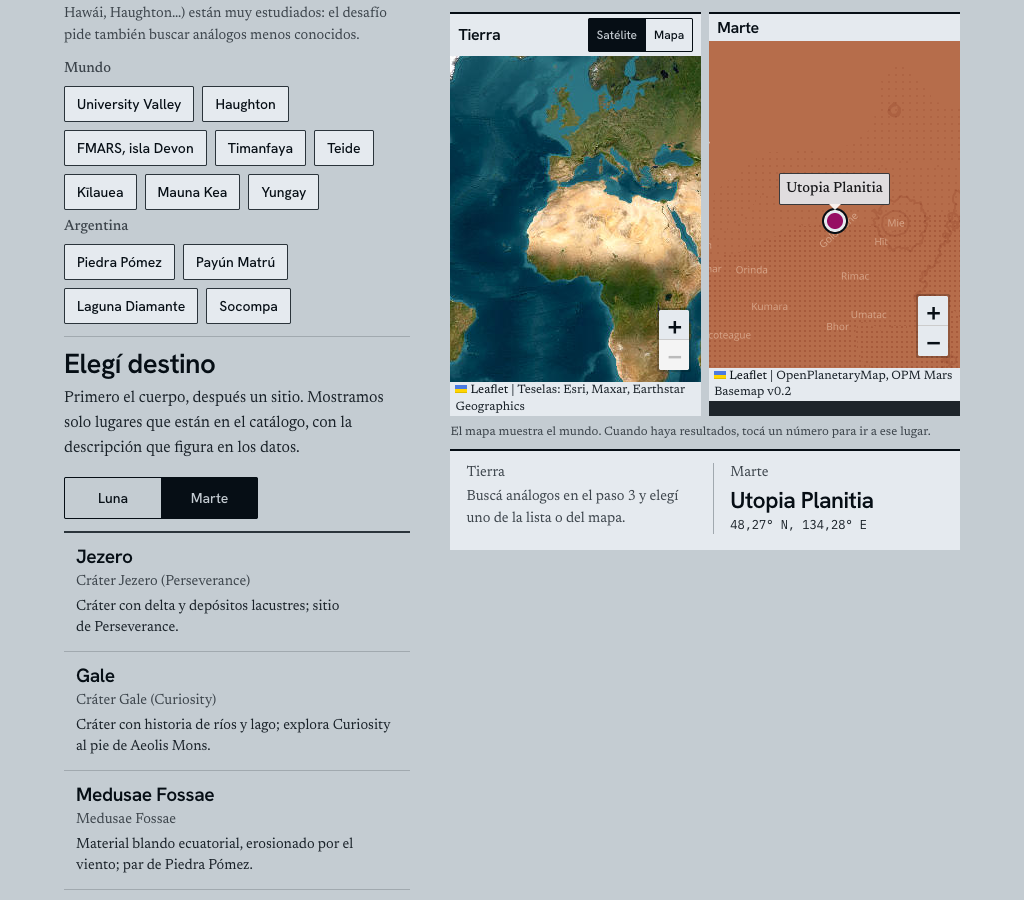 Hawái, Haughton…) están muy estudiados: el desafío
pide también buscar análogos menos conocidos.
Mundo
University Valley
Haughton
FMARS, isla Devon
Timanfaya
Teide
Kīlauea
Mauna Kea
Yungay
Argentina
Piedra Pómez
Payún Matrú
Laguna Diamante
Socompa
Elegí destino
Primero el cuerpo, después un sitio. Mostramos
solo lugares que están en el catálogo, con la
descripción que figura en los datos.
Luna
Marte
Jezero
Cráter Jezero (Perseverance)
Cráter con delta y depósitos lacustres; sitio
de Perseverance.
Gale
Cráter Gale (Curiosity)
Cráter con historia de ríos y lago; explora Curiosity
al pie de Aeolis Mons.
Medusae Fossae
Medusae Fossae
Material blando ecuatorial, erosionado por el
viento; par de Piedra Pómez.
Tierra
Satélite
Mapa
+
−
Leaflet | Teselas: Esri, Maxar, Earthstar
Geographics
Marte
Utopia Planitia
Mie
Hit
Orinda
Rimac
Kumara
Umatac
Bhor
coteague
+
−
Leaflet | OpenPlanetaryMap, OPM Mars
Basemap v0.2
El mapa muestra el mundo. Cuando haya resultados, tocá un número para ir a ese lugar.
Tierra
Buscá análogos en el paso 3 y elegí
uno de la lista o del mapa.
Marte
Utopia Planitia
48,27° N, 134,28° E